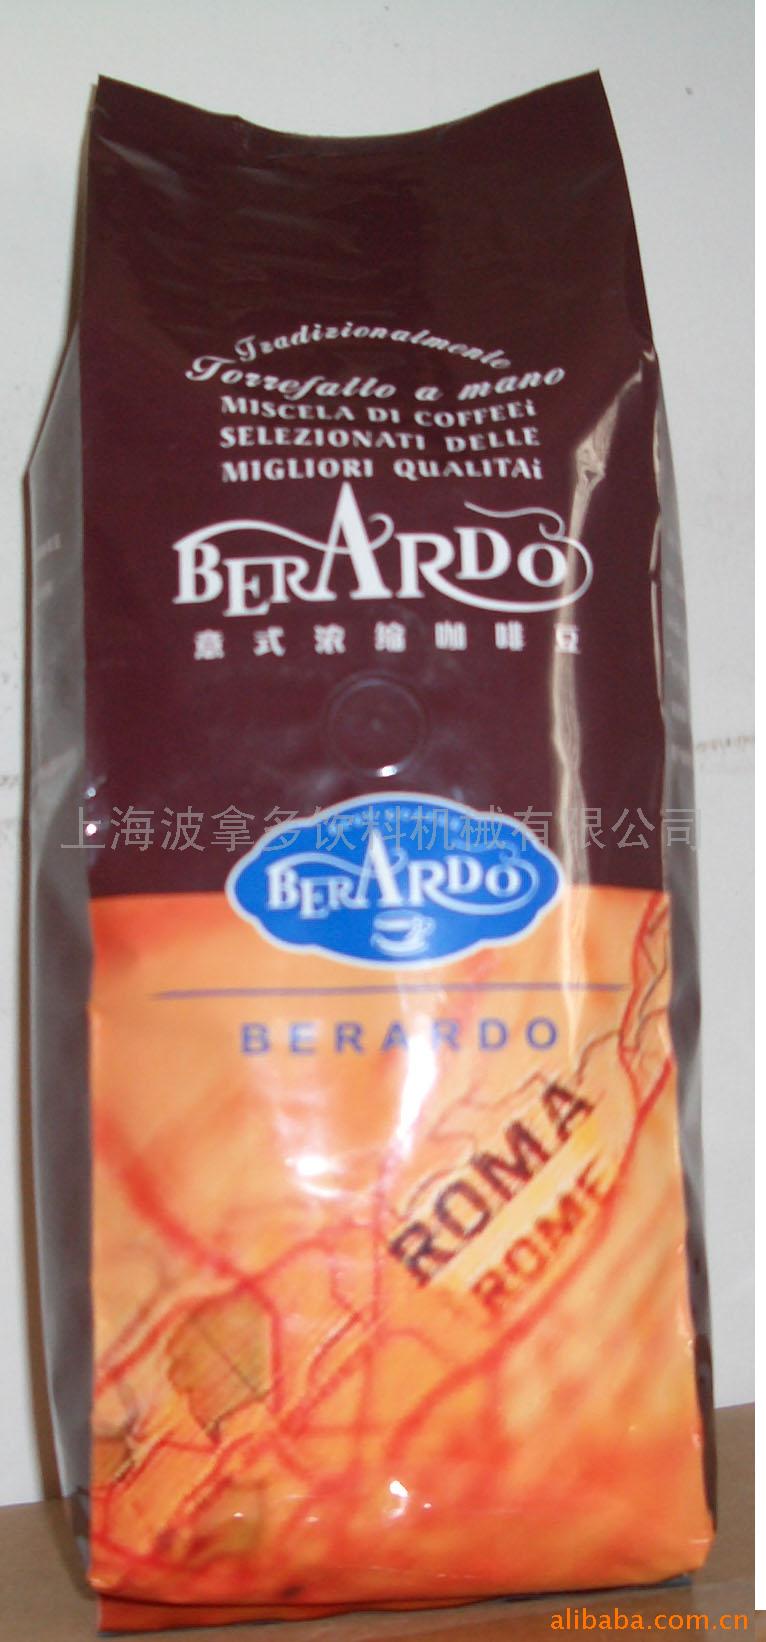 Tradizionalmente
Torrefatto a mano
MISCELA DI COFFEEi
SELEZIONATI DELLE
MIGLIORI QUALITAi
BERARDO
意式浓缩咖啡豆
上海波拿多饮料机械有限公司
BERARDO
BERARDO
ROMA
ROME
alibaba.com.cn